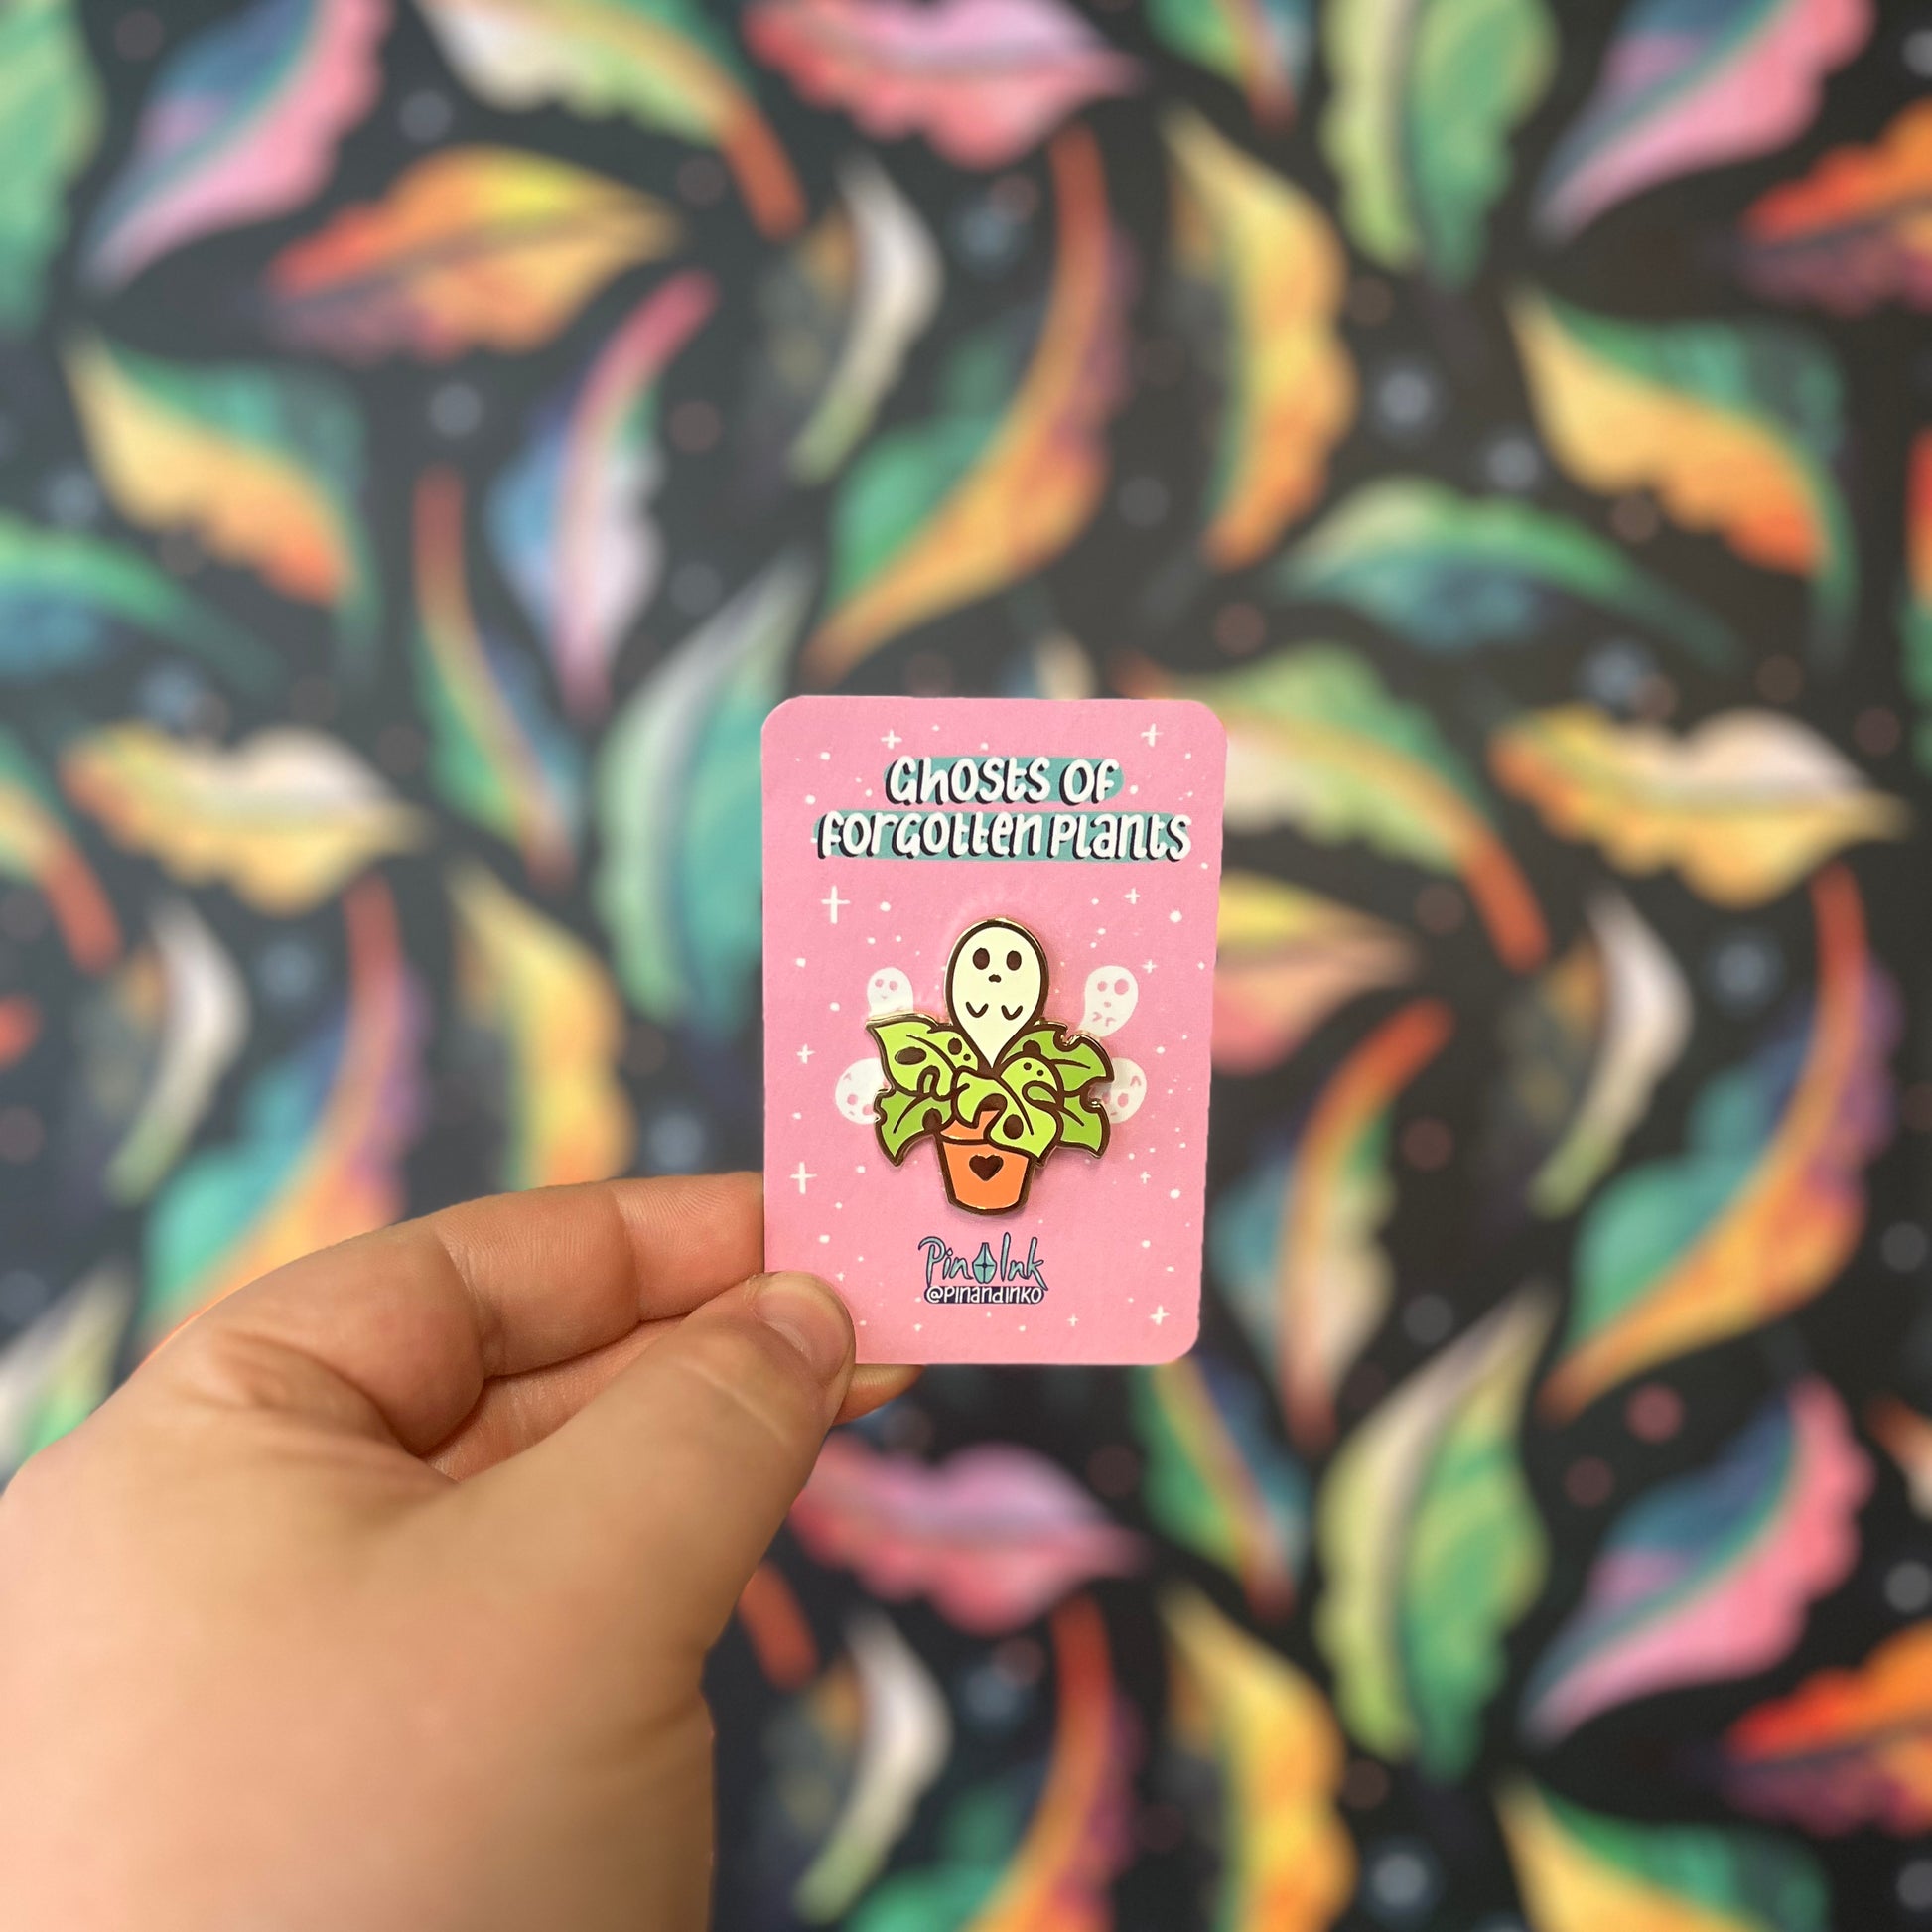 Ghosts of
forgotten plants
Pin Ink
@pinandinko